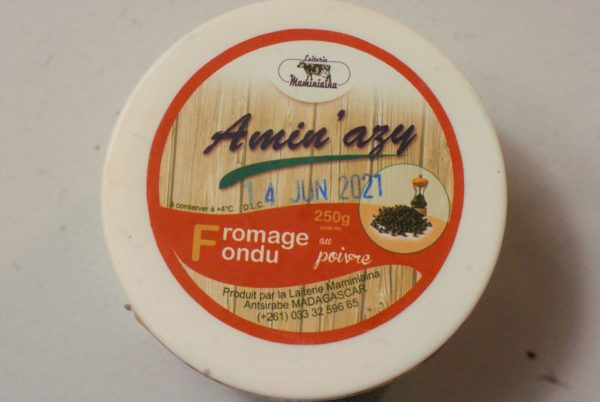 Laiterie
Maminiaina
Amin'azy
14 JUN 2021
à conserver à +4°C D.L.C
250g
poids net
Fromage
Fondu
au
poivre
Produit par la Laiterie Maminiaina
Antsirabe MADAGASCAR
(+261) 033 32 596 65